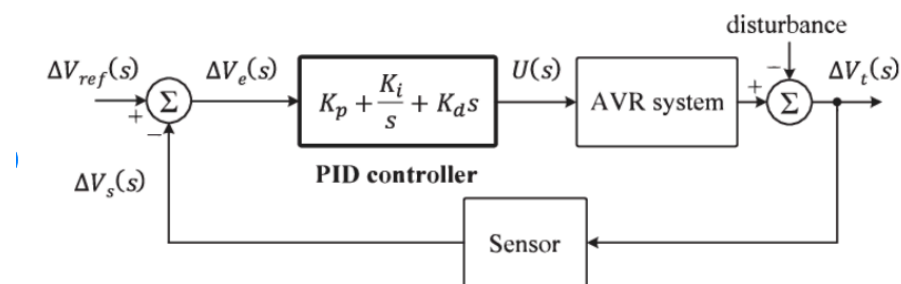 disturbance
ΔV_ref(s)
ΔV_e(s)
K_p + K_i/s + K_d s
U(s)
AVR system
ΔV_t(s)
Σ
Σ
+
−
+
−
PID controller
ΔV_s(s)
Sensor